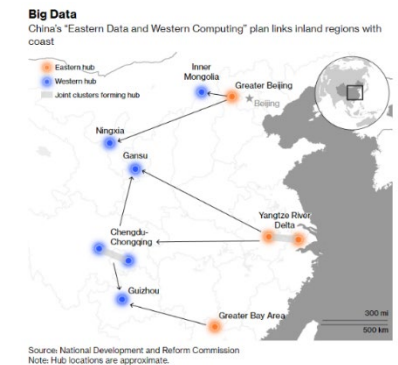 Big Data
China's "Eastern Data and Western Computing" plan links inland regions with
coast
Eastern hub
Western hub
Joint clusters forming hub
Inner
Mongolia
Greater Beijing
Beijing
Ningxia
Gansu
Yangtze River
Delta
Chengdu-
Chongqing
Guizhou
Greater Bay Area
300 mi
500 km
Source: National Development and Reform Commission
Note: Hub locations are approximate.